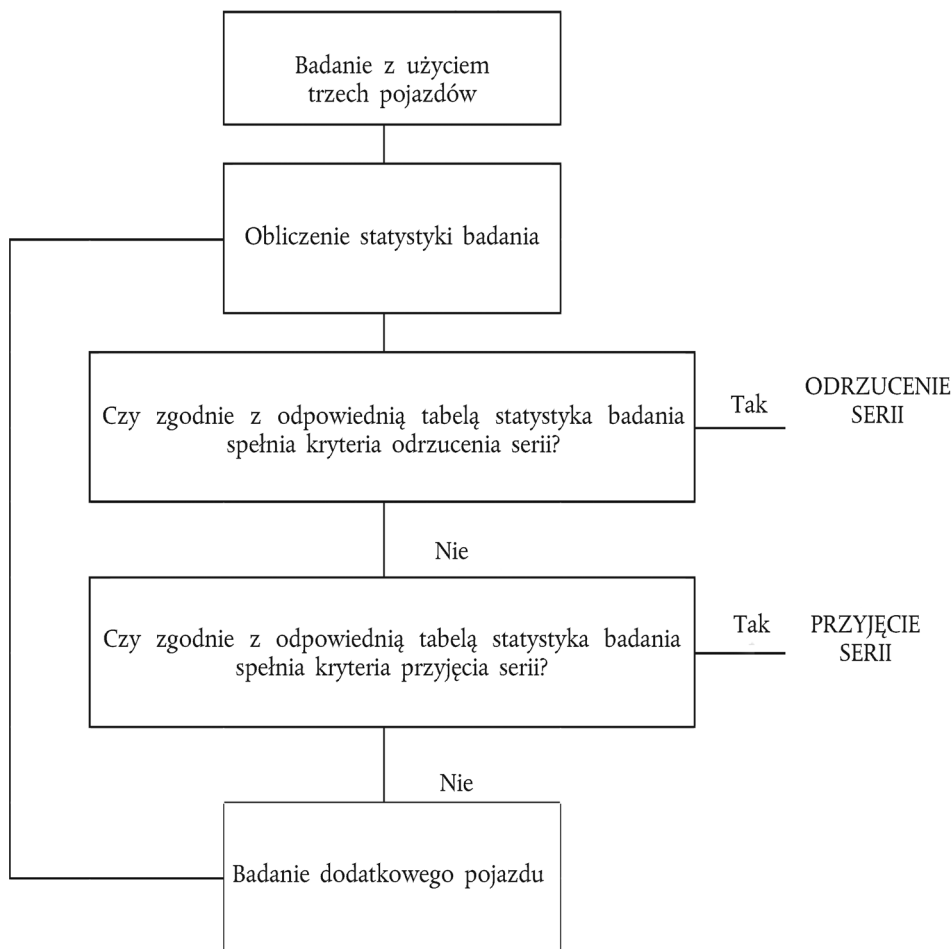 Badanie z użyciem
trzech pojazdów
Obliczenie statystyki badania
Czy zgodnie z odpowiednią tabelą statystyka badania
spełnia kryteria odrzucenia serii?
Tak
ODRZUCENIE
SERII
Nie
Czy zgodnie z odpowiednią tabelą statystyka badania
spełnia kryteria przyjęcia serii?
Tak
PRZYJĘCIE
SERII
Nie
Badanie dodatkowego pojazdu